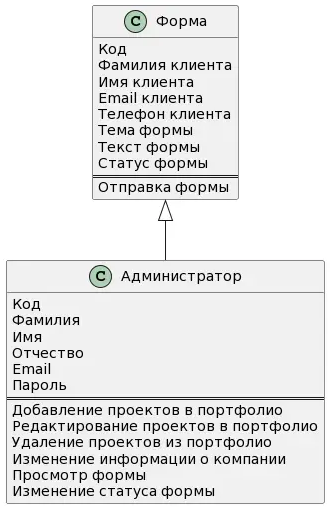 C Форма
Код
Фамилия клиента
Имя клиента
Email клиента
Телефон клиента
Тема формы
Текст формы
Статус формы
Отправка формы
C Администратор
Код
Фамилия
Имя
Отчество
Email
Пароль
Добавление проектов в портфолио
Редактирование проектов в портфолио
Удаление проектов из портфолио
Изменение информации о компании
Просмотр формы
Изменение статуса формы